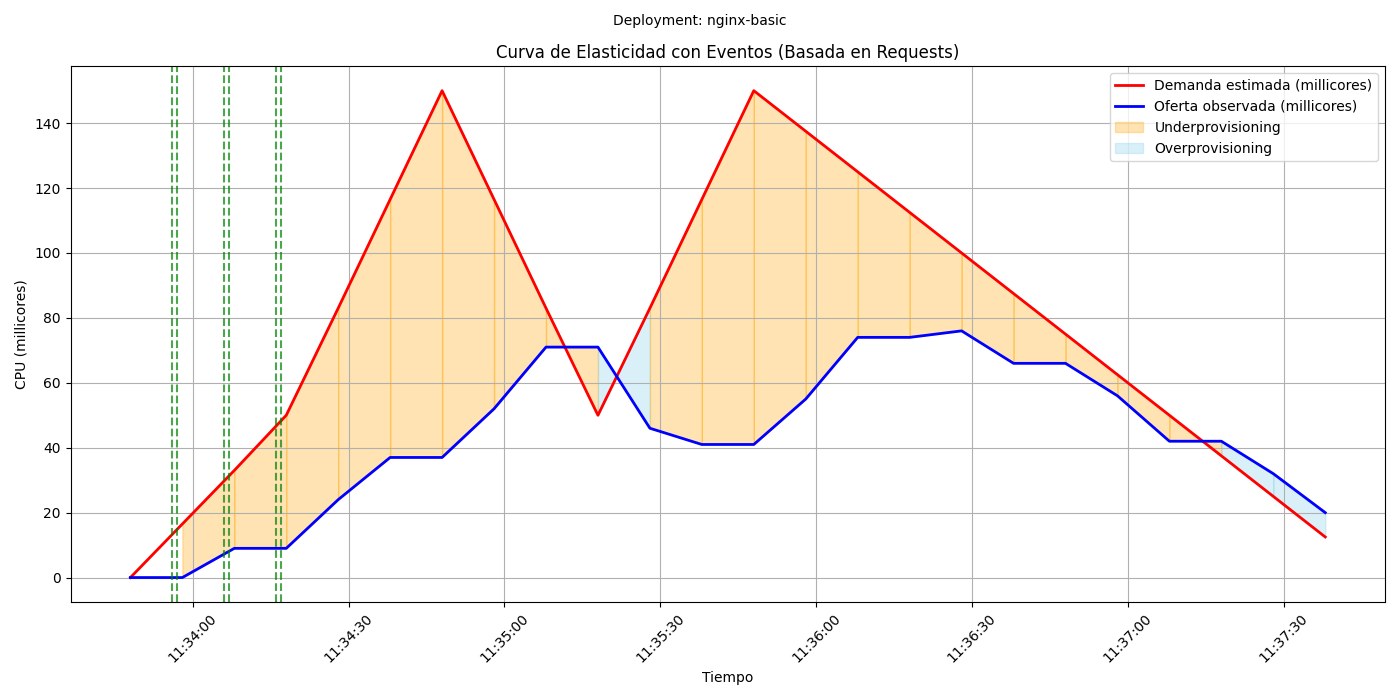 Deployment: nginx-basic
Curva de Elasticidad con Eventos (Basada en Requests)
Demanda estimada (millicores)
Oferta observada (millicores)
Underprovisioning
Overprovisioning
CPU (millicores)
140
120
100
80
60
40
20
0
11:34:00
11:34:30
11:35:00
11:35:30
11:36:00
11:36:30
11:37:00
11:37:30
Tiempo